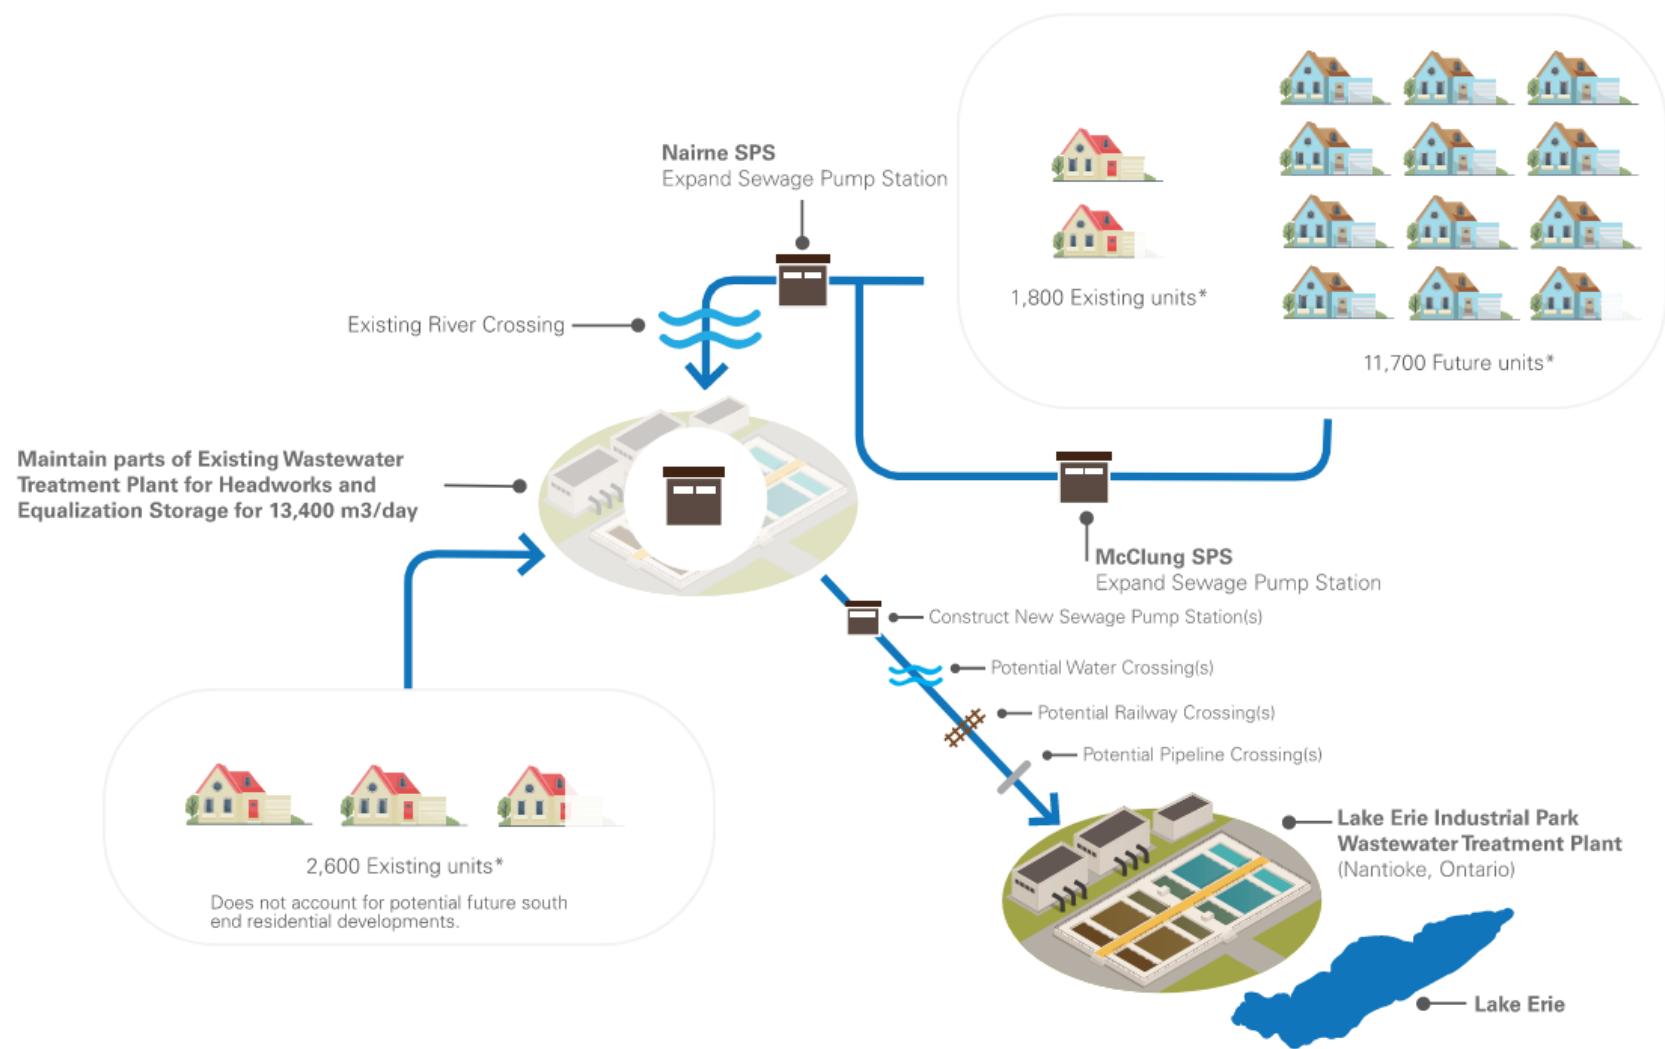 Nairne SPS
Expand Sewage Pump Station
1,800 Existing units*
11,700 Future units*
Existing River Crossing
Maintain parts of Existing Wastewater
Treatment Plant for Headworks and
Equalization Storage for 13,400 m3/day
McClung SPS
Expand Sewage Pump Station
Construct New Sewage Pump Station(s)
Potential Water Crossing(s)
Potential Railway Crossing(s)
Potential Pipeline Crossing(s)
2,600 Existing units*
Does not account for potential future south
end residential developments.
Lake Erie Industrial Park
Wastewater Treatment Plant
(Nantioke, Ontario)
Lake Erie